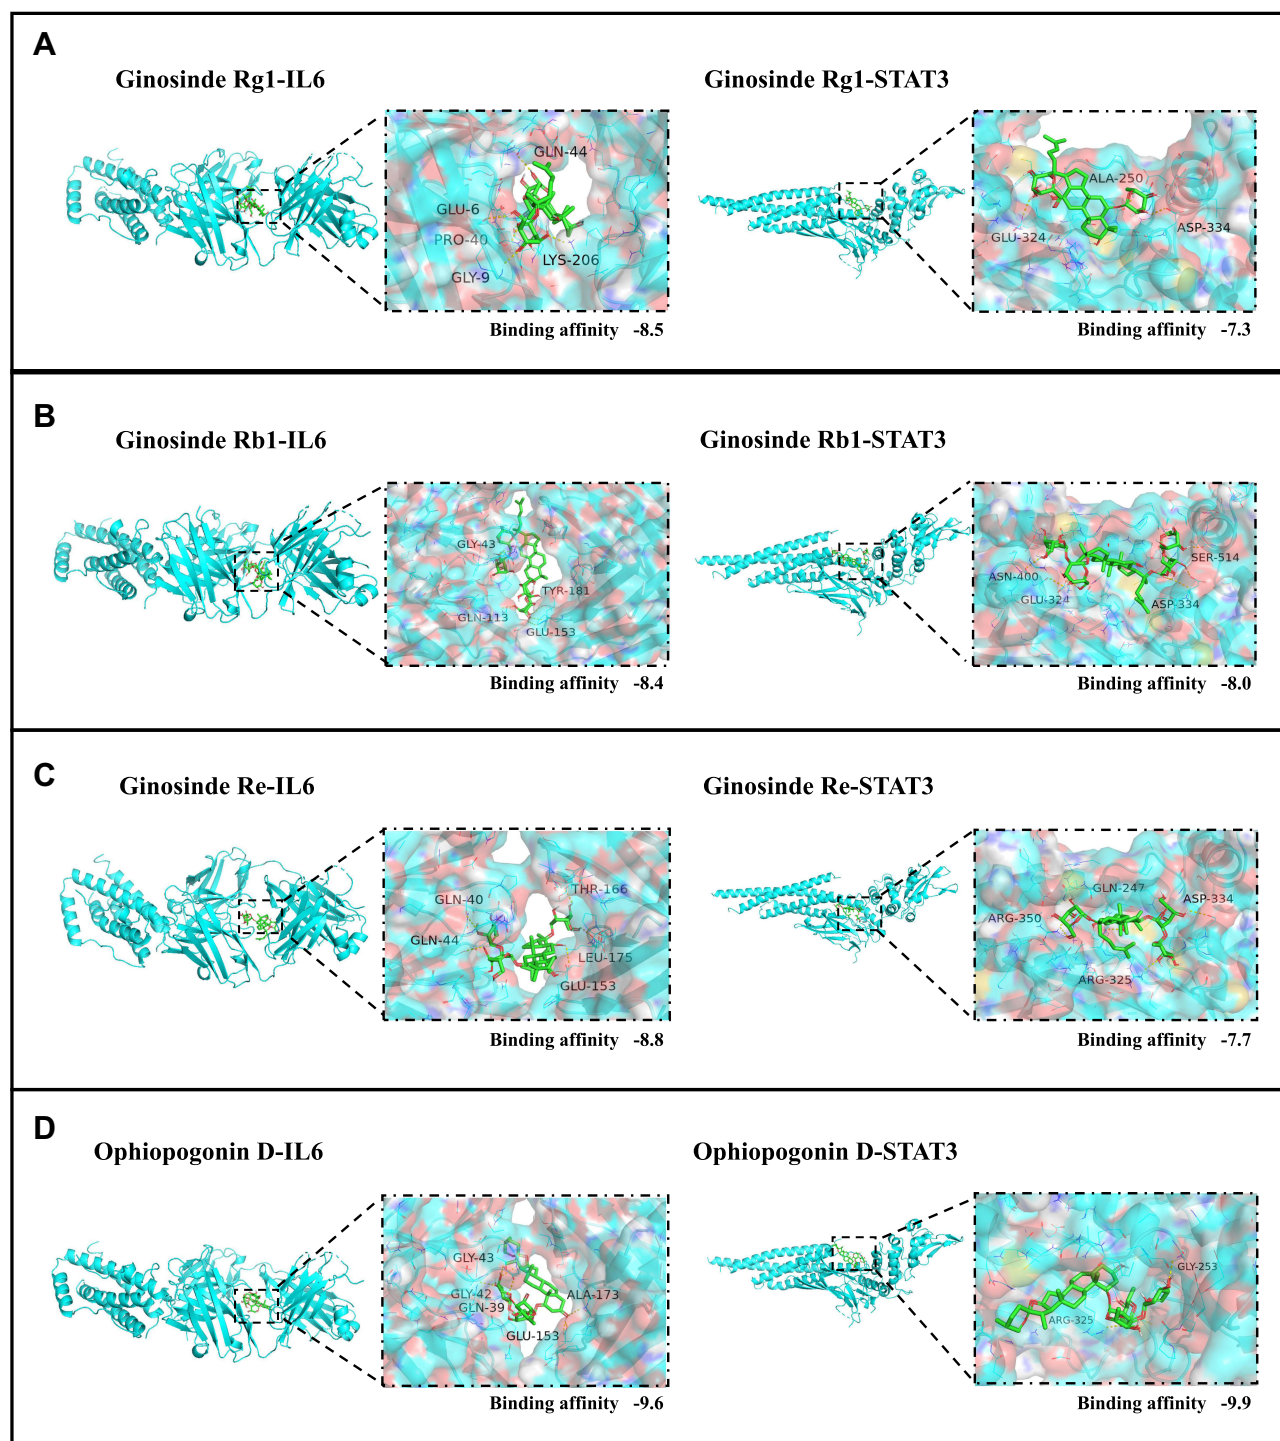 A
Ginosinde Rg1-IL6
Ginosinde Rg1-STAT3
GLN-44
GLU-6
PRO-40
LYS-206
GLY-9
ALA-250
GLU-324
ASP-334
Binding affinity -8.5
Binding affinity -7.3
B
Ginosinde Rb1-IL6
Ginosinde Rb1-STAT3
GLY-43
TYR-181
GLN-113
GLU-153
SER-514
ASN-400
GLU-324
ASP-334
Binding affinity -8.4
Binding affinity -8.0
C
Ginosinde Re-IL6
Ginosinde Re-STAT3
THR-166
GLN-40
GLN-44
LEU-175
GLU-153
GLN-247
ASP-334
ARG-350
ARG-325
Binding affinity -8.8
Binding affinity -7.7
D
Ophiopogonin D-IL6
Ophiopogonin D-STAT3
GLY-43
GLY-42
ALA-173
GLN-39
GLU-153
GLY-253
ARG-325
Binding affinity -9.6
Binding affinity -9.9